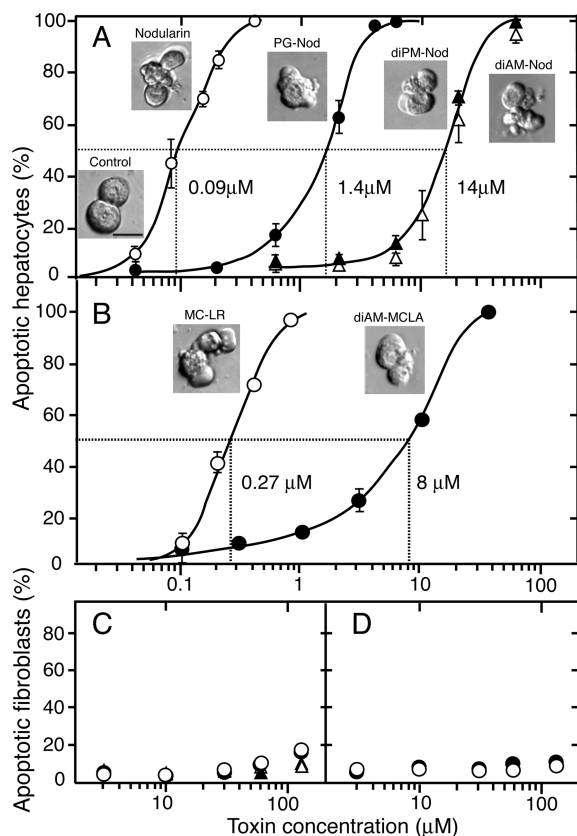 A
Nodularin
PG-Nod
diPM-Nod
diAM-Nod
Control
0.09µM
1.4µM
14µM
100
80
60
40
20
0
Apoptotic hepatocytes (%)
B
MC-LR
diAM-MCLA
0.27 µM
8 µM
100
80
60
40
20
0
0.1
1
10
100
C
D
80
60
40
20
0
Apoptotic fibroblasts (%)
10
100
10
100
Toxin concentration (µM)